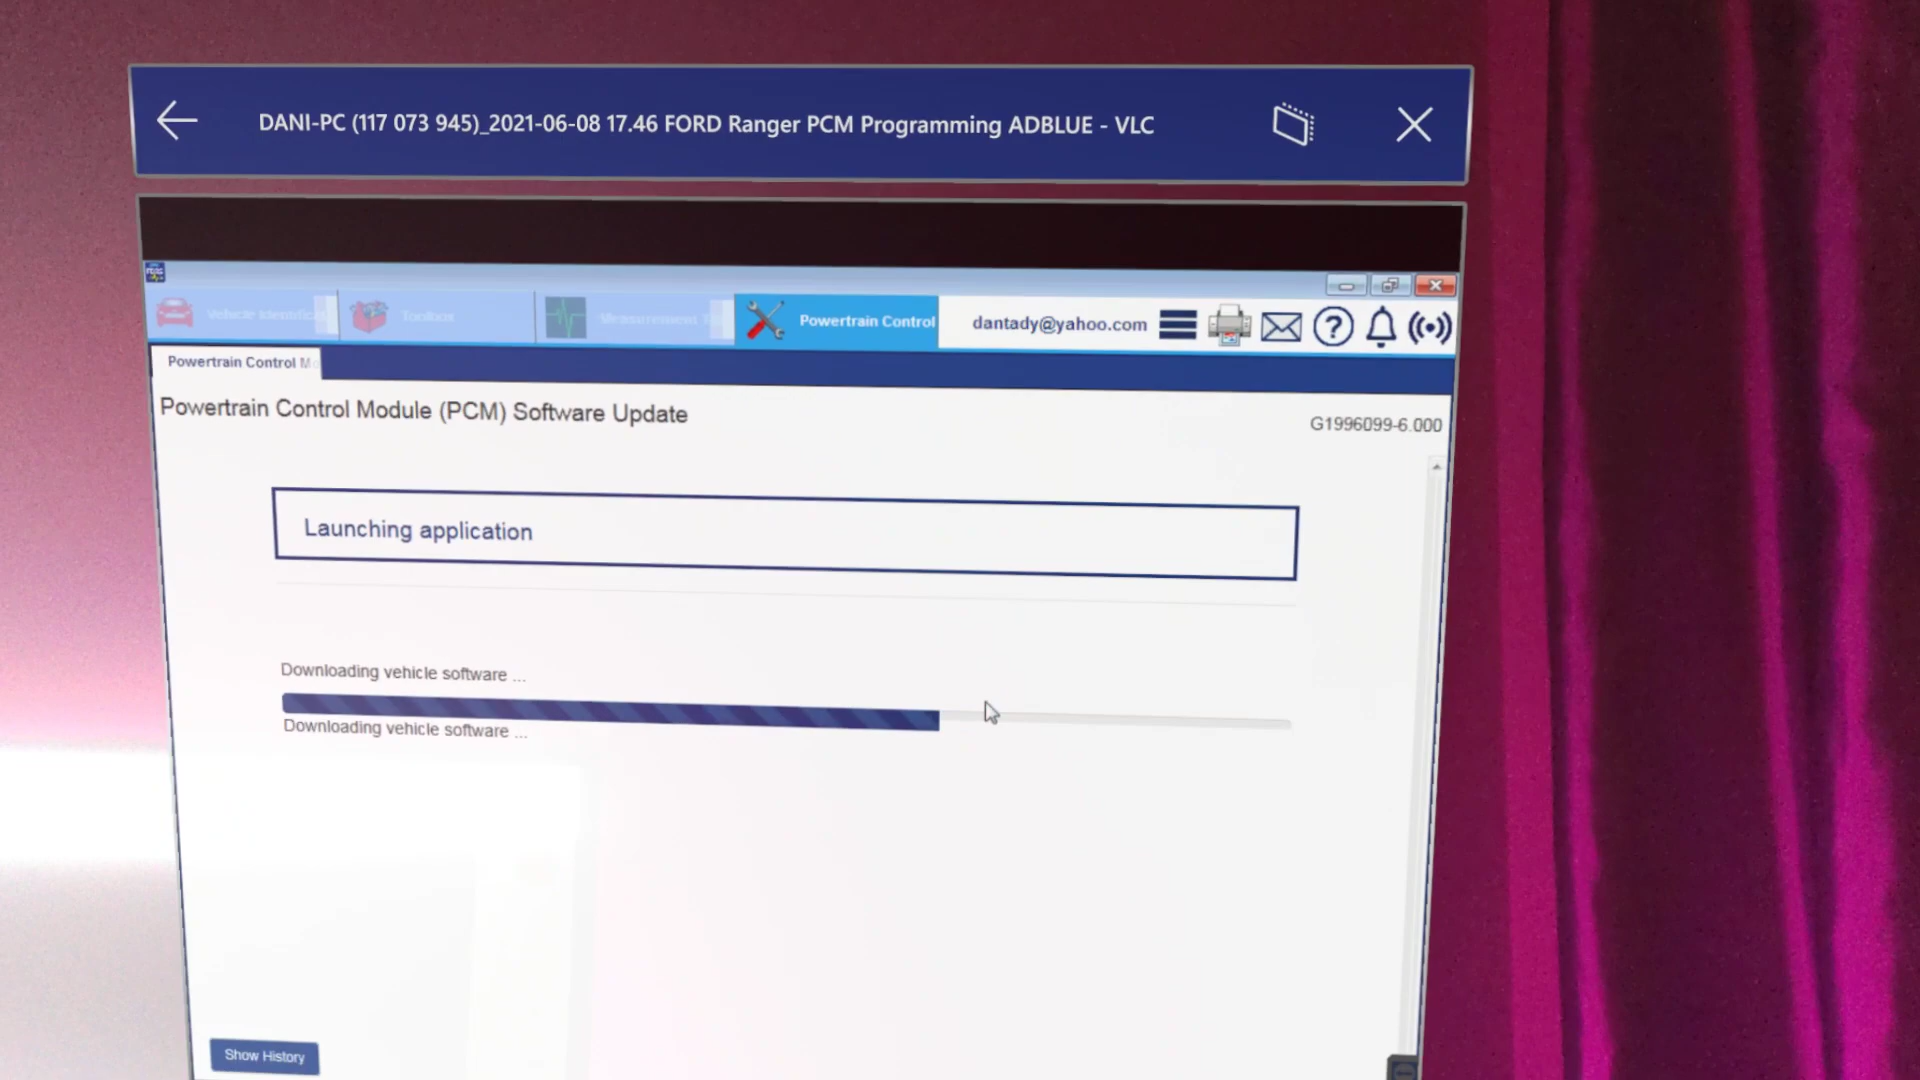 DANI-PC (117 073 945)_2021-06-08 17.46 FORD Ranger PCM Programming ADBLUE - VLC
Toolbox
Powertrain Control
dantady@yahoo.com
Powertrain Control Mo
Powertrain Control Module (PCM) Software Update
G1996099-6.000
Launching application
Downloading vehicle software ...
Downloading vehicle software ...
Show History